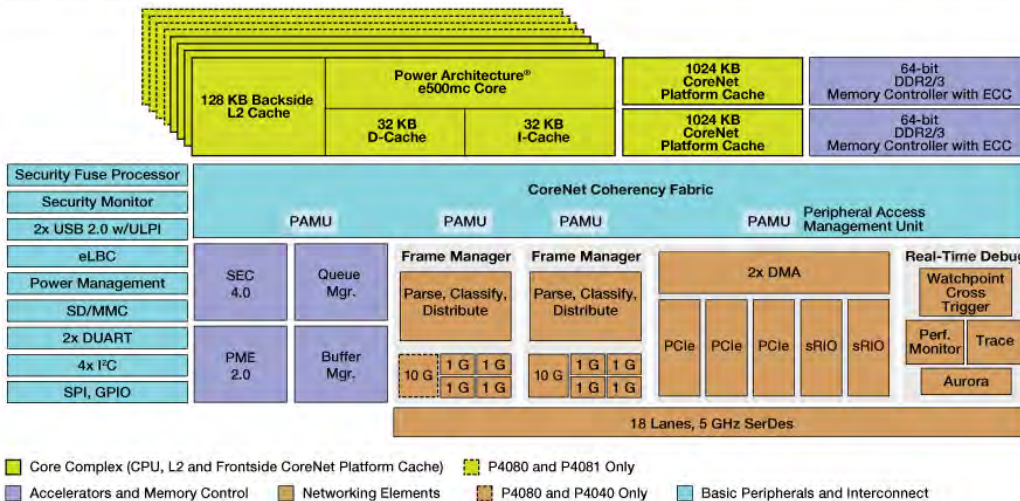 Power Architecture®
e500mc Core
128 KB Backside
L2 Cache
32 KB
D-Cache
32 KB
I-Cache
1024 KB
CoreNet
Platform Cache
1024 KB
CoreNet
Platform Cache
64-bit
DDR2/3
Memory Controller with ECC
64-bit
DDR2/3
Memory Controller with ECC
Security Fuse Processor
Security Monitor
2x USB 2.0 w/ULPI
eLBC
Power Management
SD/MMC
2x DUART
4x I²C
SPI, GPIO
CoreNet Coherency Fabric
PAMU
PAMU
PAMU
PAMU
Peripheral Access
Management Unit
SEC
4.0
Queue
Mgr.
PME
2.0
Buffer
Mgr.
Frame Manager
Parse, Classify,
Distribute
10 G
1 G
1 G
1 G
1 G
Frame Manager
Parse, Classify,
Distribute
10 G
1 G
1 G
1 G
1 G
2x DMA
PCIe
PCIe
PCIe
sRIO
sRIO
Real-Time Debug
Watchpoint
Cross
Trigger
Perf.
Monitor
Trace
Aurora
18 Lanes, 5 GHz SerDes
Core Complex (CPU, L2 and Frontside CoreNet Platform Cache)
P4080 and P4081 Only
Accelerators and Memory Control
Networking Elements
P4080 and P4040 Only
Basic Peripherals and Interconnect